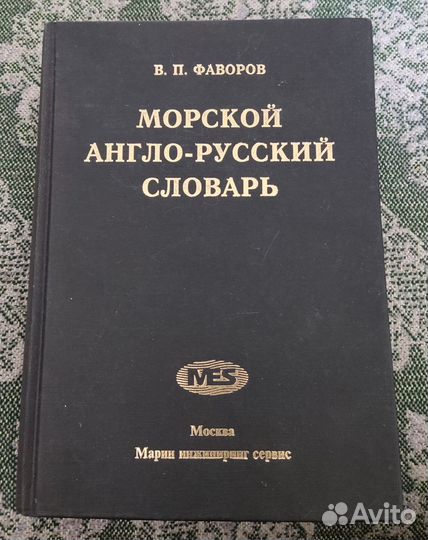 В. П. ФАВОРОВ
МОРСКОЙ
АНГЛО-РУССКИЙ
СЛОВАРЬ
MES
Москва
Марин инжиниринг сервис
Avito